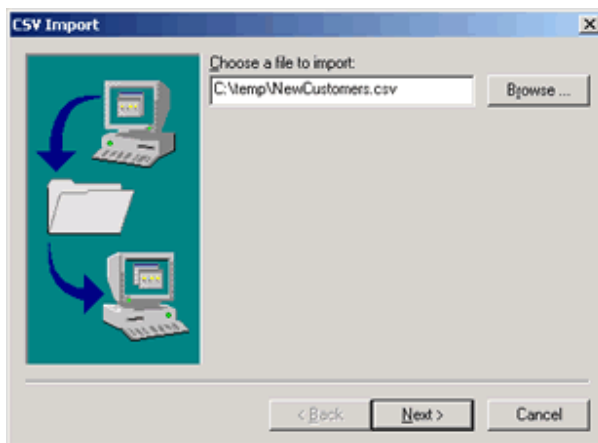 CSV Import
Choose a file to import:
C:\temp\NewCustomers.csv
Browse ...
< Back
Next >
Cancel